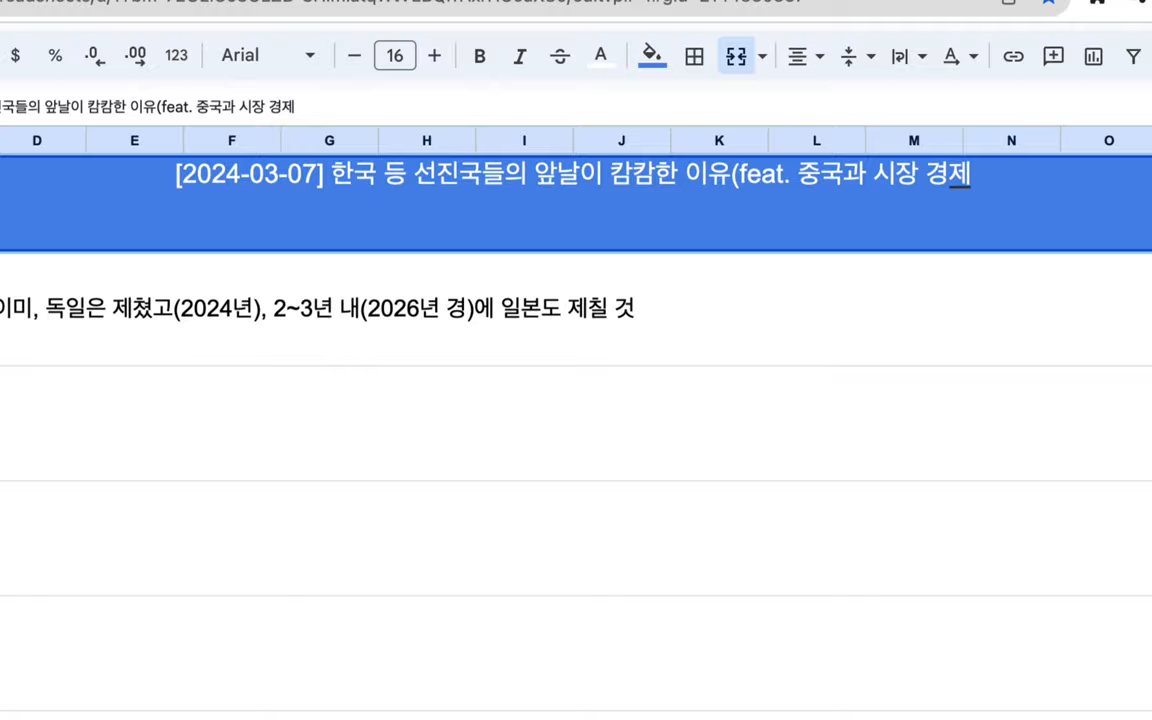 $ % .0 .00 123 Arial − 16 + B I A A
국들의 앞날이 캄캄한 이유(feat. 중국과 시장 경제
D E F G H I J K L M N O
[2024-03-07] 한국 등 선진국들의 앞날이 캄캄한 이유(feat. 중국과 시장 경제
이미, 독일은 제쳤고(2024년), 2~3년 내(2026년 경)에 일본도 제칠 것